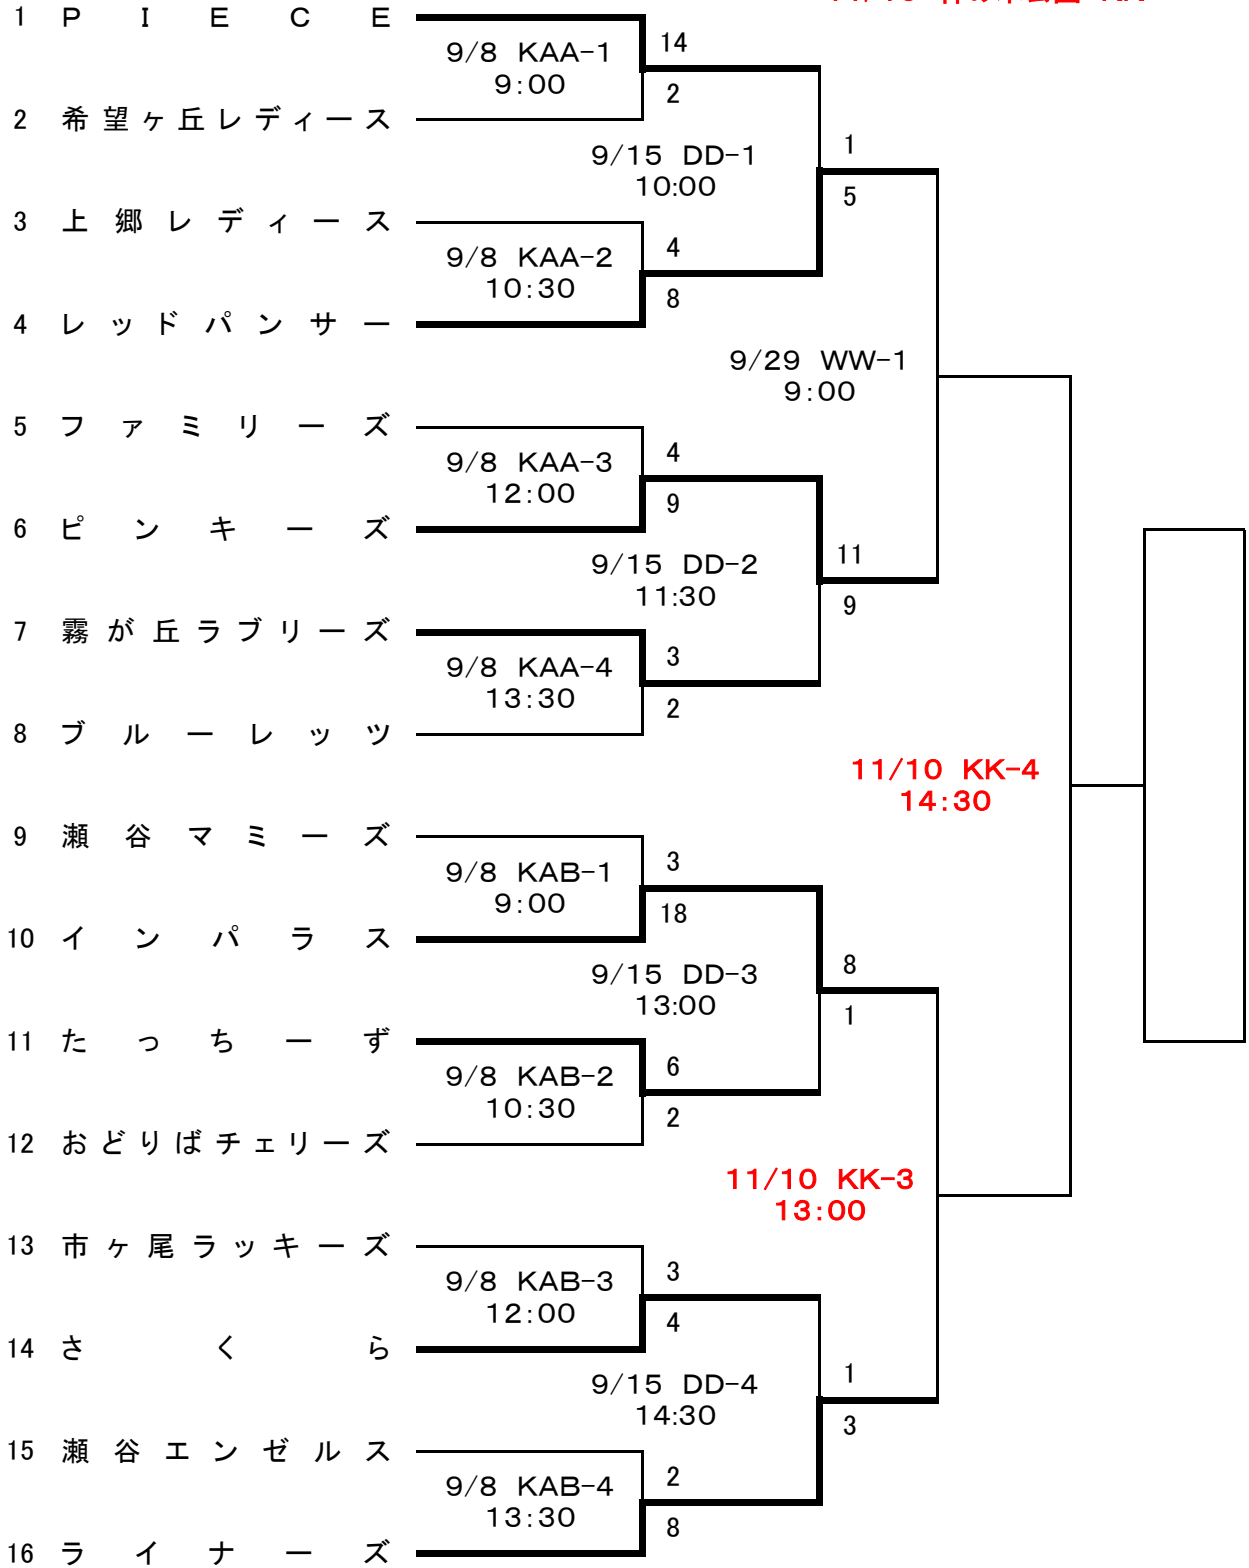 1 PIECE
9/8 KAA-1
9:00
14
2
2 希望ヶ丘レディース
9/15 DD-1
10:00
1
5
3 上郷レディース
9/8 KAA-2
10:30
4
8
4 レッドパンサー
9/29 WW-1
9:00
5 ファミリーズ
9/8 KAA-3
12:00
4
9
6 ピンキーズ
9/15 DD-2
11:30
11
9
7 霧が丘ラブリーズ
9/8 KAA-4
13:30
3
2
8 ブルーレッツ
11/10 KK-4
14:30
9 瀬谷マミーズ
9/8 KAB-1
9:00
3
18
10 インパラス
9/15 DD-3
13:00
8
1
11 たっちーず
9/8 KAB-2
10:30
6
2
12 おどりばチェリーズ
11/10 KK-3
13:00
13 市ヶ尾ラッキーズ
9/8 KAB-3
12:00
3
4
14 さくら
9/15 DD-4
14:30
1
3
15 瀬谷エンゼルス
9/8 KAB-4
13:30
2
8
16 ライナーズ